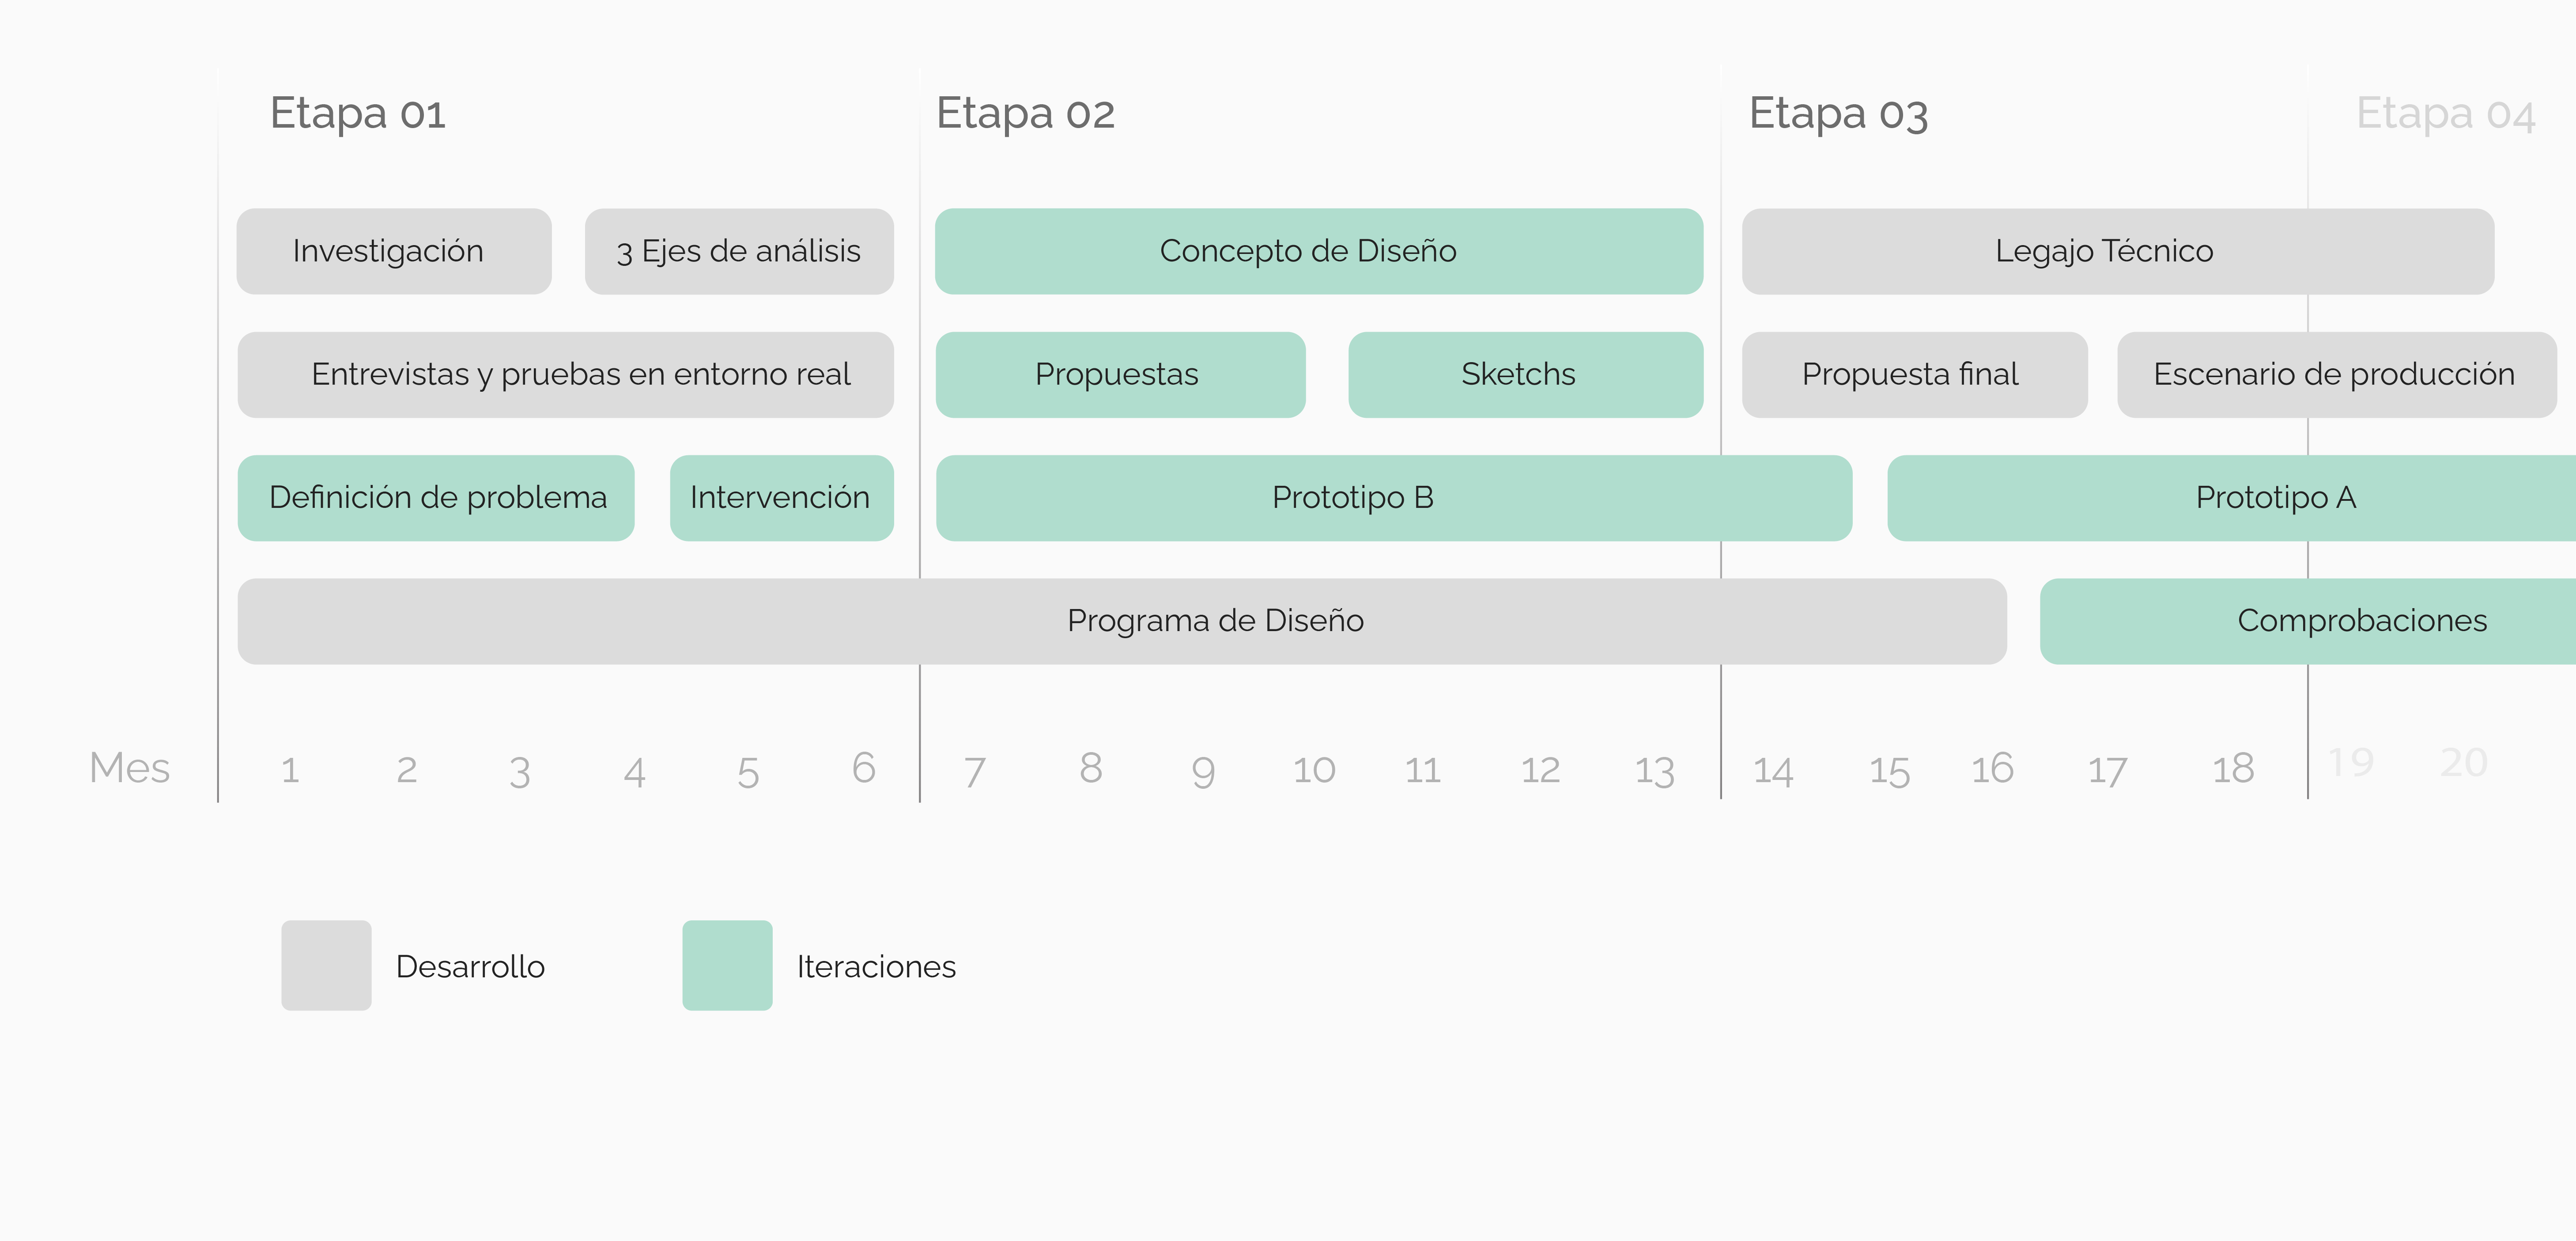 Etapa 01
Etapa 02
Etapa 03
Etapa 04
Investigación
3 Ejes de análisis
Concepto de Diseño
Legajo Técnico
Entrevistas y pruebas en entorno real
Propuestas
Sketchs
Propuesta final
Escenario de producción
Definición de problema
Intervención
Prototipo B
Prototipo A
Programa de Diseño
Comprobaciones
Mes 1 2 3 4 5 6 7 8 9 10 11 12 13 14 15 16 17 18 19 20
Desarrollo
Iteraciones